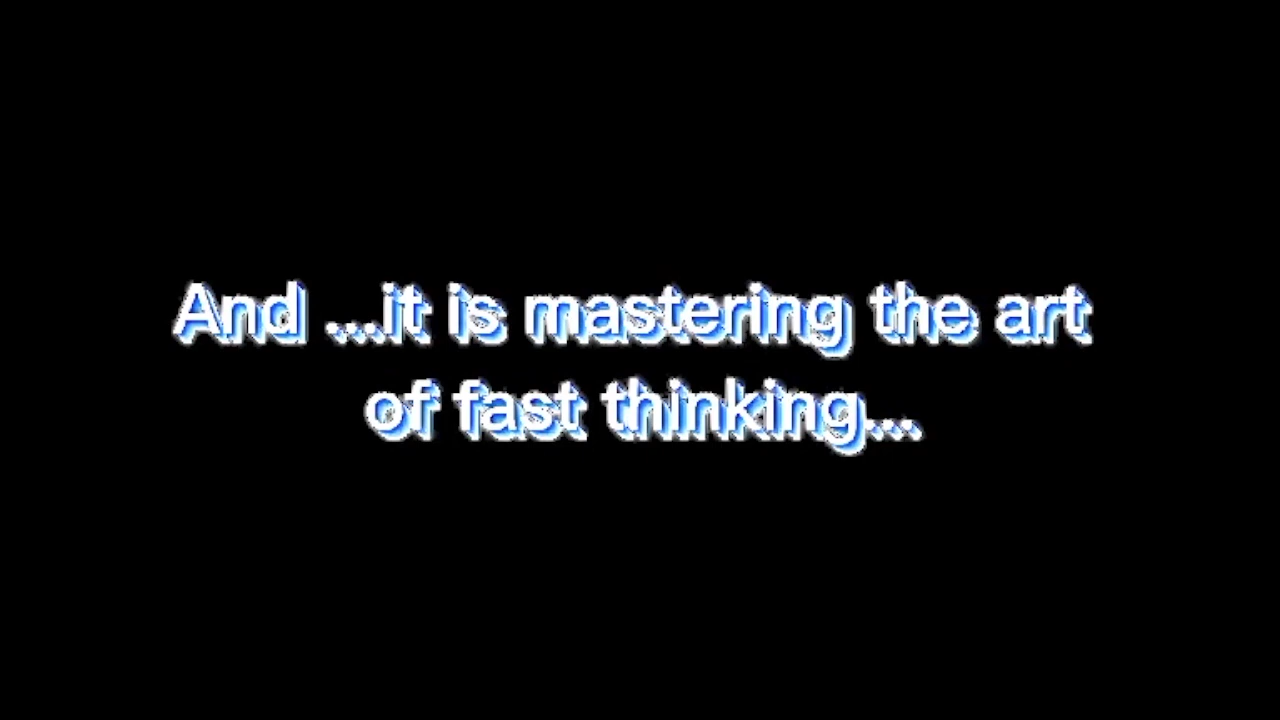 And ...it is mastering the art
of fast thinking...